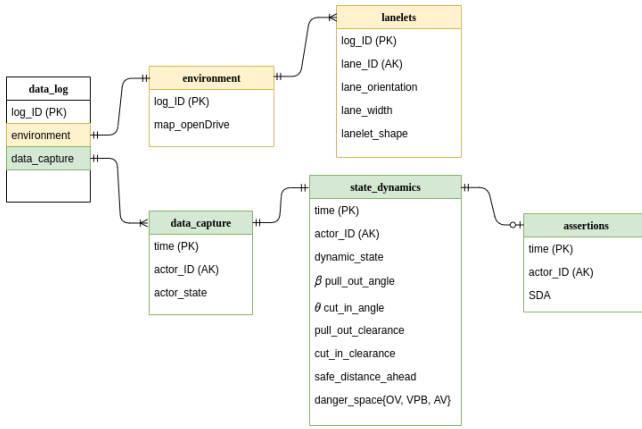 data_log
log_ID (PK)
environment
data_capture
environment
log_ID (PK)
map_openDrive
lanelets
log_ID (PK)
lane_ID (AK)
lane_orientation
lane_width
lanelet_shape
data_capture
time (PK)
actor_ID (AK)
actor_state
state_dynamics
time (PK)
actor_ID (AK)
dynamic_state
β pull_out_angle
θ cut_in_angle
pull_out_clearance
cut_in_clearance
safe_distance_ahead
danger_space{OV, VPB, AV}
assertions
time (PK)
actor_ID (AK)
SDA